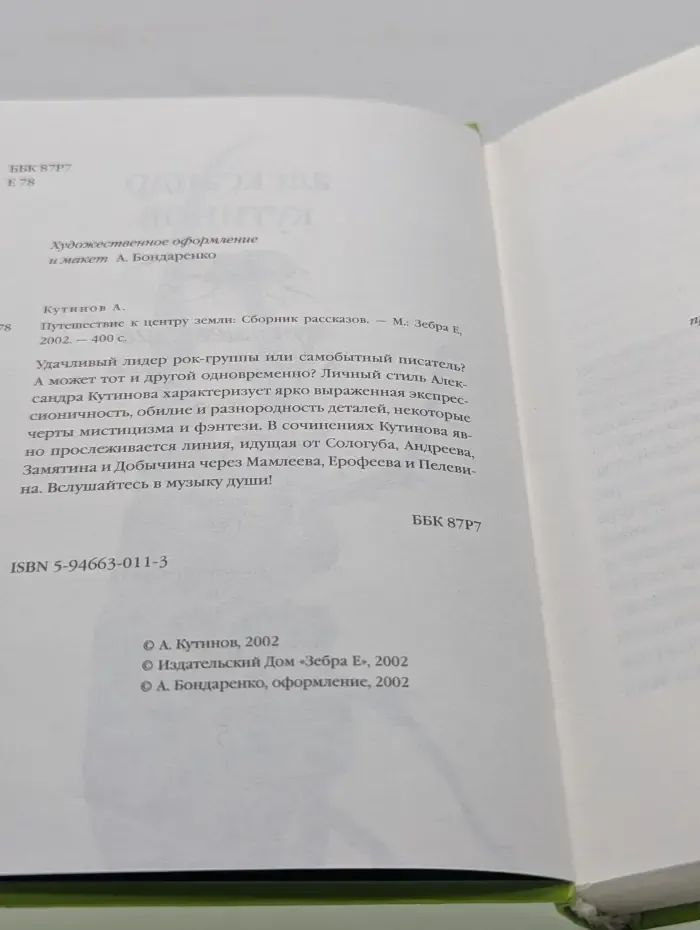 ББК 87Р7
Е 78
Художественное оформление
и макет А. Бондаренко
Кутинов А.
78
Путешествие к центру земли: Сборник рассказов. — М.: Зебра Е,
2002. — 400 с.
Удачливый лидер рок-группы или самобытный писатель?
А может тот и другой одновременно? Личный стиль Алек-
сандра Кутинова характеризует ярко выраженная экспрес-
сионичность, обилие и разнородность деталей, некоторые
черты мистицизма и фэнтези. В сочинениях Кутинова яв-
но прослеживается линия, идущая от Сологуба, Андреева,
Замятина и Добычина через Мамлеева, Ерофеева и Пелеви-
на. Вслушайтесь в музыку души!
ББК 87Р7
ISBN 5-94663-011-3
© А. Кутинов, 2002
© Издательский Дом «Зебра Е», 2002
© А. Бондаренко, оформление, 2002